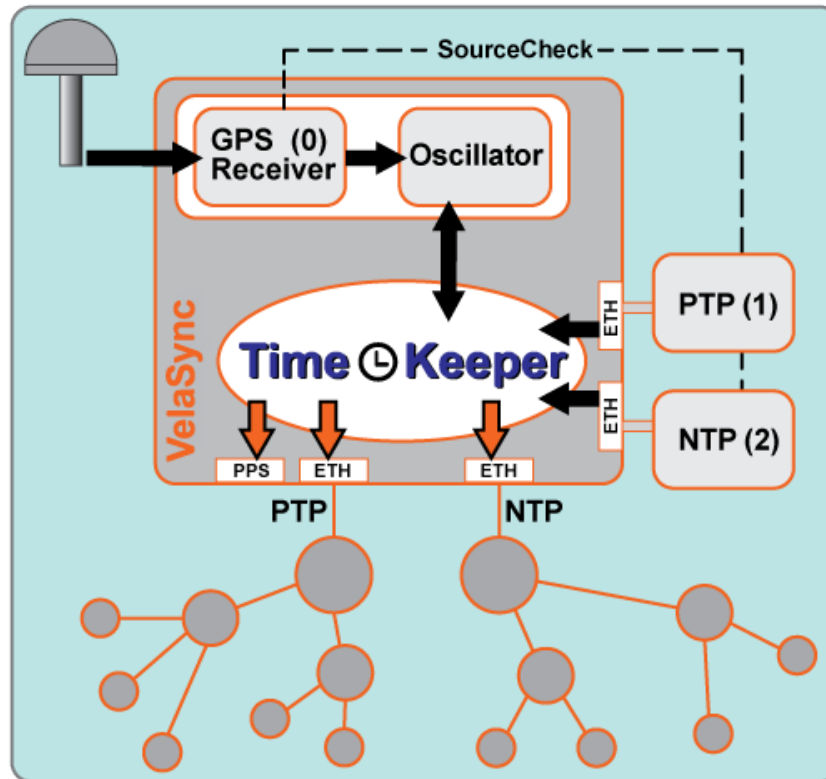 SourceCheck
GPS (0)
Receiver
Oscillator
VelaSync
ETH
PTP (1)
Time Keeper
ETH
NTP (2)
PPS
ETH
ETH
PTP
NTP